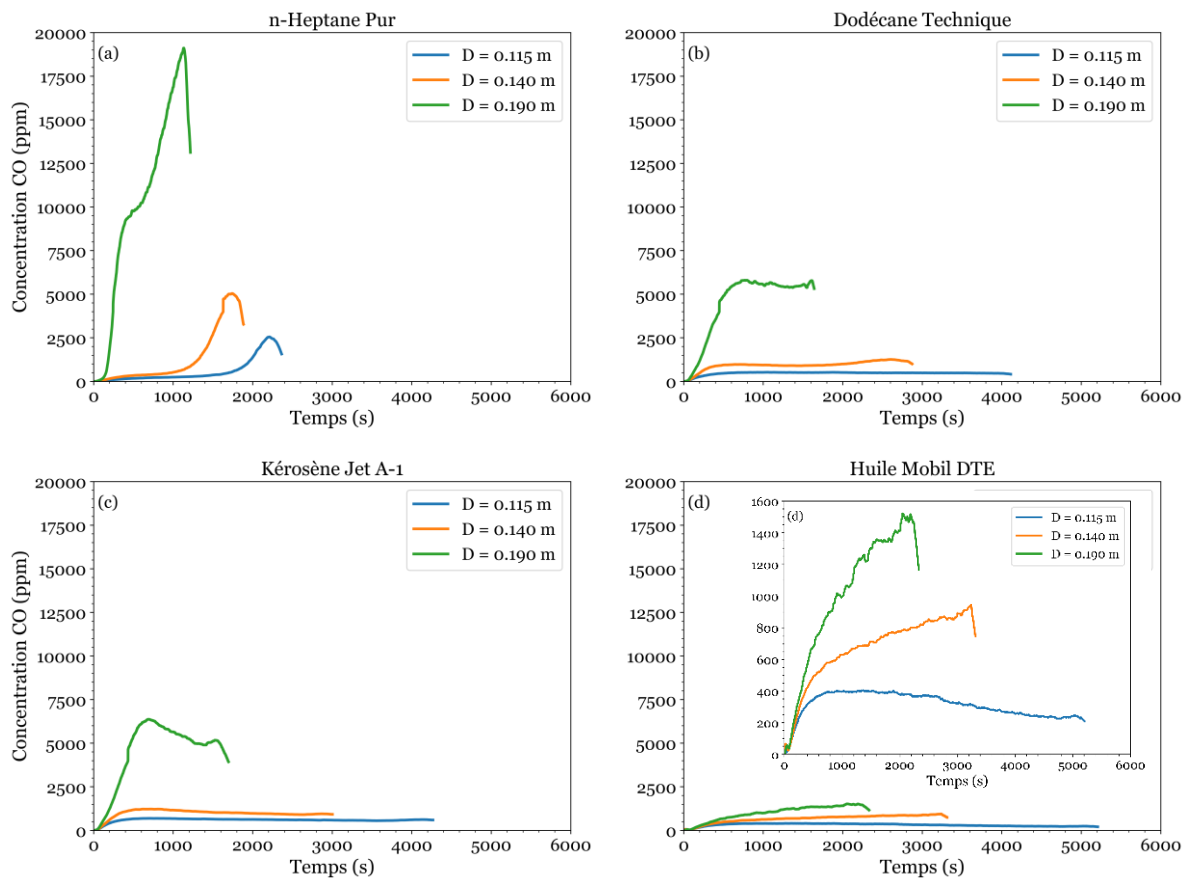 n-Heptane Pur
(a)
D = 0.115 m
D = 0.140 m
D = 0.190 m
Concentration CO (ppm)
20000
17500
15000
12500
10000
7500
5000
2500
0
0 1000 2000 3000 4000 5000 6000
Temps (s)
Dodécane Technique
(b)
D = 0.115 m
D = 0.140 m
D = 0.190 m
20000
17500
15000
12500
10000
7500
5000
2500
0
0 1000 2000 3000 4000 5000 6000
Temps (s)
Kérosène Jet A-1
(c)
D = 0.115 m
D = 0.140 m
D = 0.190 m
Concentration CO (ppm)
20000
17500
15000
12500
10000
7500
5000
2500
0
0 1000 2000 3000 4000 5000 6000
Temps (s)
Huile Mobil DTE
(d)
20000
17500
15000
12500
10000
7500
5000
2500
0
0 1000 2000 3000 4000 5000 6000
Temps (s)
(d)
D = 0.115 m
D = 0.140 m
D = 0.190 m
1600
1400
1200
1000
800
600
400
200
0
0 1000 2000 3000 4000 5000 6000
Temps (s)